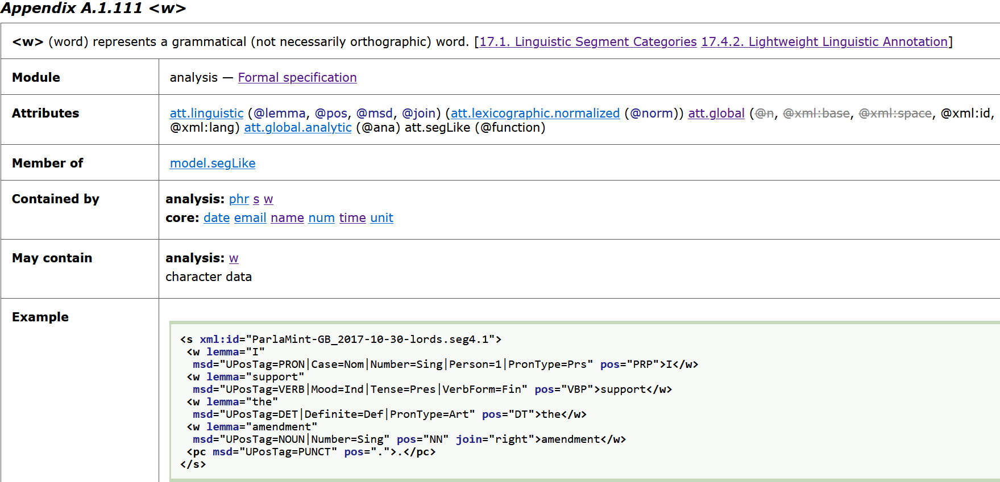 Appendix A.1.111 <w>
<w> (word) represents a grammatical (not necessarily orthographic) word. [17.1. Linguistic Segment Categories 17.4.2. Lightweight Linguistic Annotation]
Module analysis — Formal specification
Attributes att.linguistic (@lemma, @pos, @msd, @join) (att.lexicographic.normalized (@norm)) att.global (@n, @xml:base, @xml:space, @xml:id,
@xml:lang) att.global.analytic (@ana) att.segLike (@function)
Member of model.segLike
Contained by analysis: phr s w
core: date email name num time unit
May contain analysis: w
character data
Example
<s xml:id="ParlaMint-GB_2017-10-30-lords.seg4.1">
<w lemma="I"
msd="UPosTag=PRON|Case=Nom|Number=Sing|Person=1|PronType=Prs" pos="PRP">I</w>
<w lemma="support"
msd="UPosTag=VERB|Mood=Ind|Tense=Pres|VerbForm=Fin" pos="VBP">support</w>
<w lemma="the"
msd="UPosTag=DET|Definite=Def|PronType=Art" pos="DT">the</w>
<w lemma="amendment"
msd="UPosTag=NOUN|Number=Sing" pos="NN" join="right">amendment</w>
<pc msd="UPosTag=PUNCT" pos=".">.</pc>
</s>